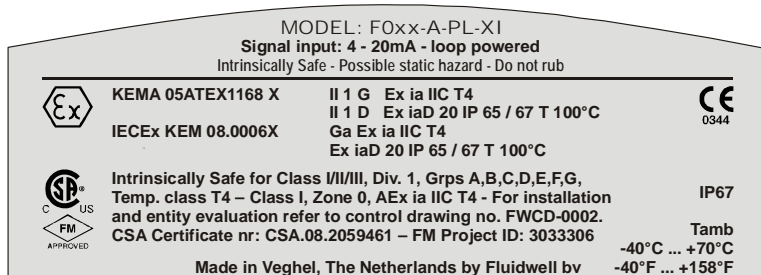 MODEL: F0xx-A-PL-XI
Signal input: 4 - 20mA - loop powered
Intrinsically Safe - Possible static hazard - Do not rub
Ex
KEMA 05ATEX1168 X
II 1 G Ex ia IIC T4
II 1 D Ex iaD 20 IP 65 / 67 T 100°C
IECEx KEM 08.0006X
Ga Ex ia IIC T4
Ex iaD 20 IP 65 / 67 T 100°C
CE
0344
SA
C US
FM
APPROVED
Intrinsically Safe for Class I/II/III, Div. 1, Grps A,B,C,D,E,F,G,
Temp. class T4 – Class I, Zone 0, AEx ia IIC T4 - For installation
and entity evaluation refer to control drawing no. FWCD-0002.
CSA Certificate nr: CSA.08.2059461 – FM Project ID: 3033306
IP67
Tamb
-40°C ... +70°C
-40°F ... +158°F
Made in Veghel, The Netherlands by Fluidwell bv